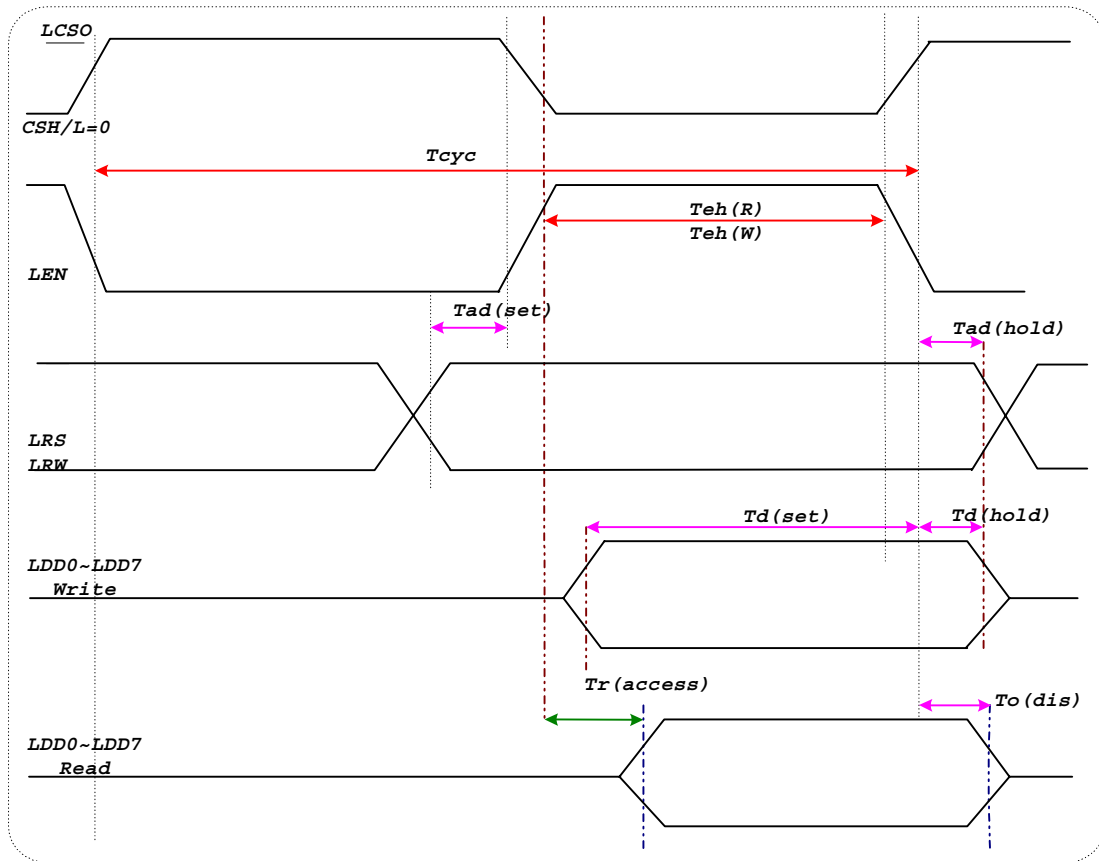 LCSO
CSH/L=0
Tcyc
Teh(R)
Teh(W)
LEN
Tad(set)
Tad(hold)
LRS
LRW
Td(set)
Td(hold)
LDD0~LDD7
Write
Tr(access)
To(dis)
LDD0~LDD7
Read